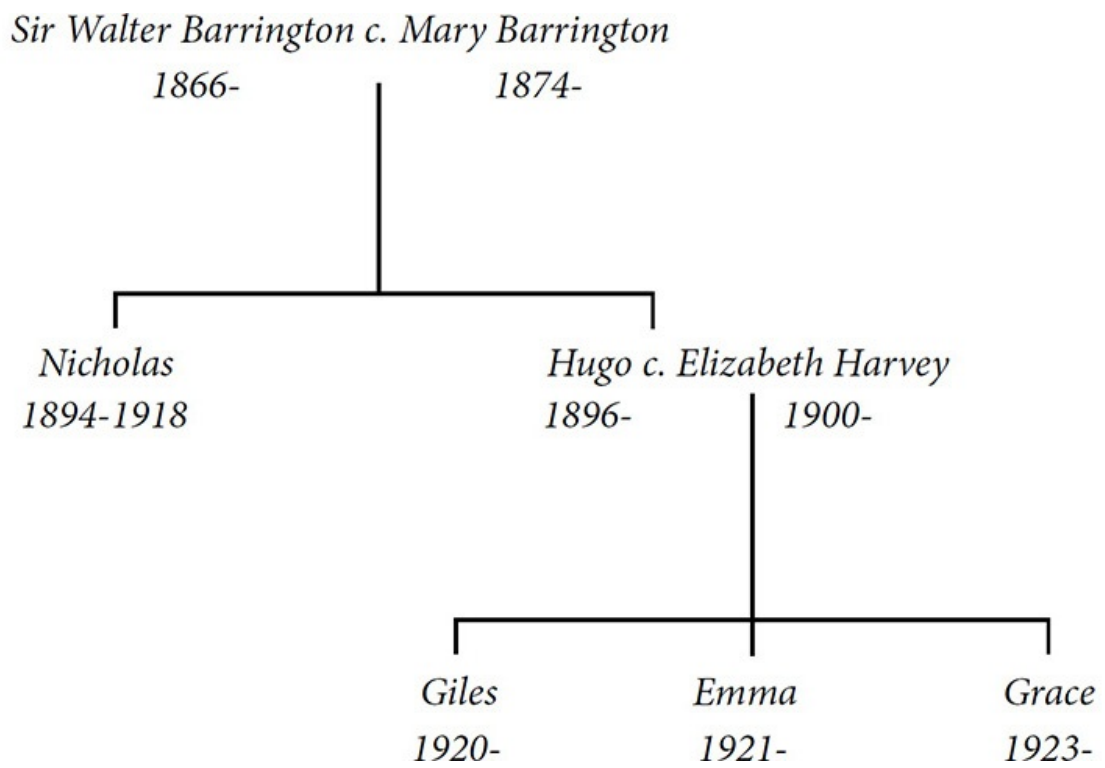 Sir Walter Barrington c. Mary Barrington
1866- 1874-
Nicholas Hugo c. Elizabeth Harvey
1894-1918 1896- 1900-
Giles Emma Grace
1920- 1921- 1923-